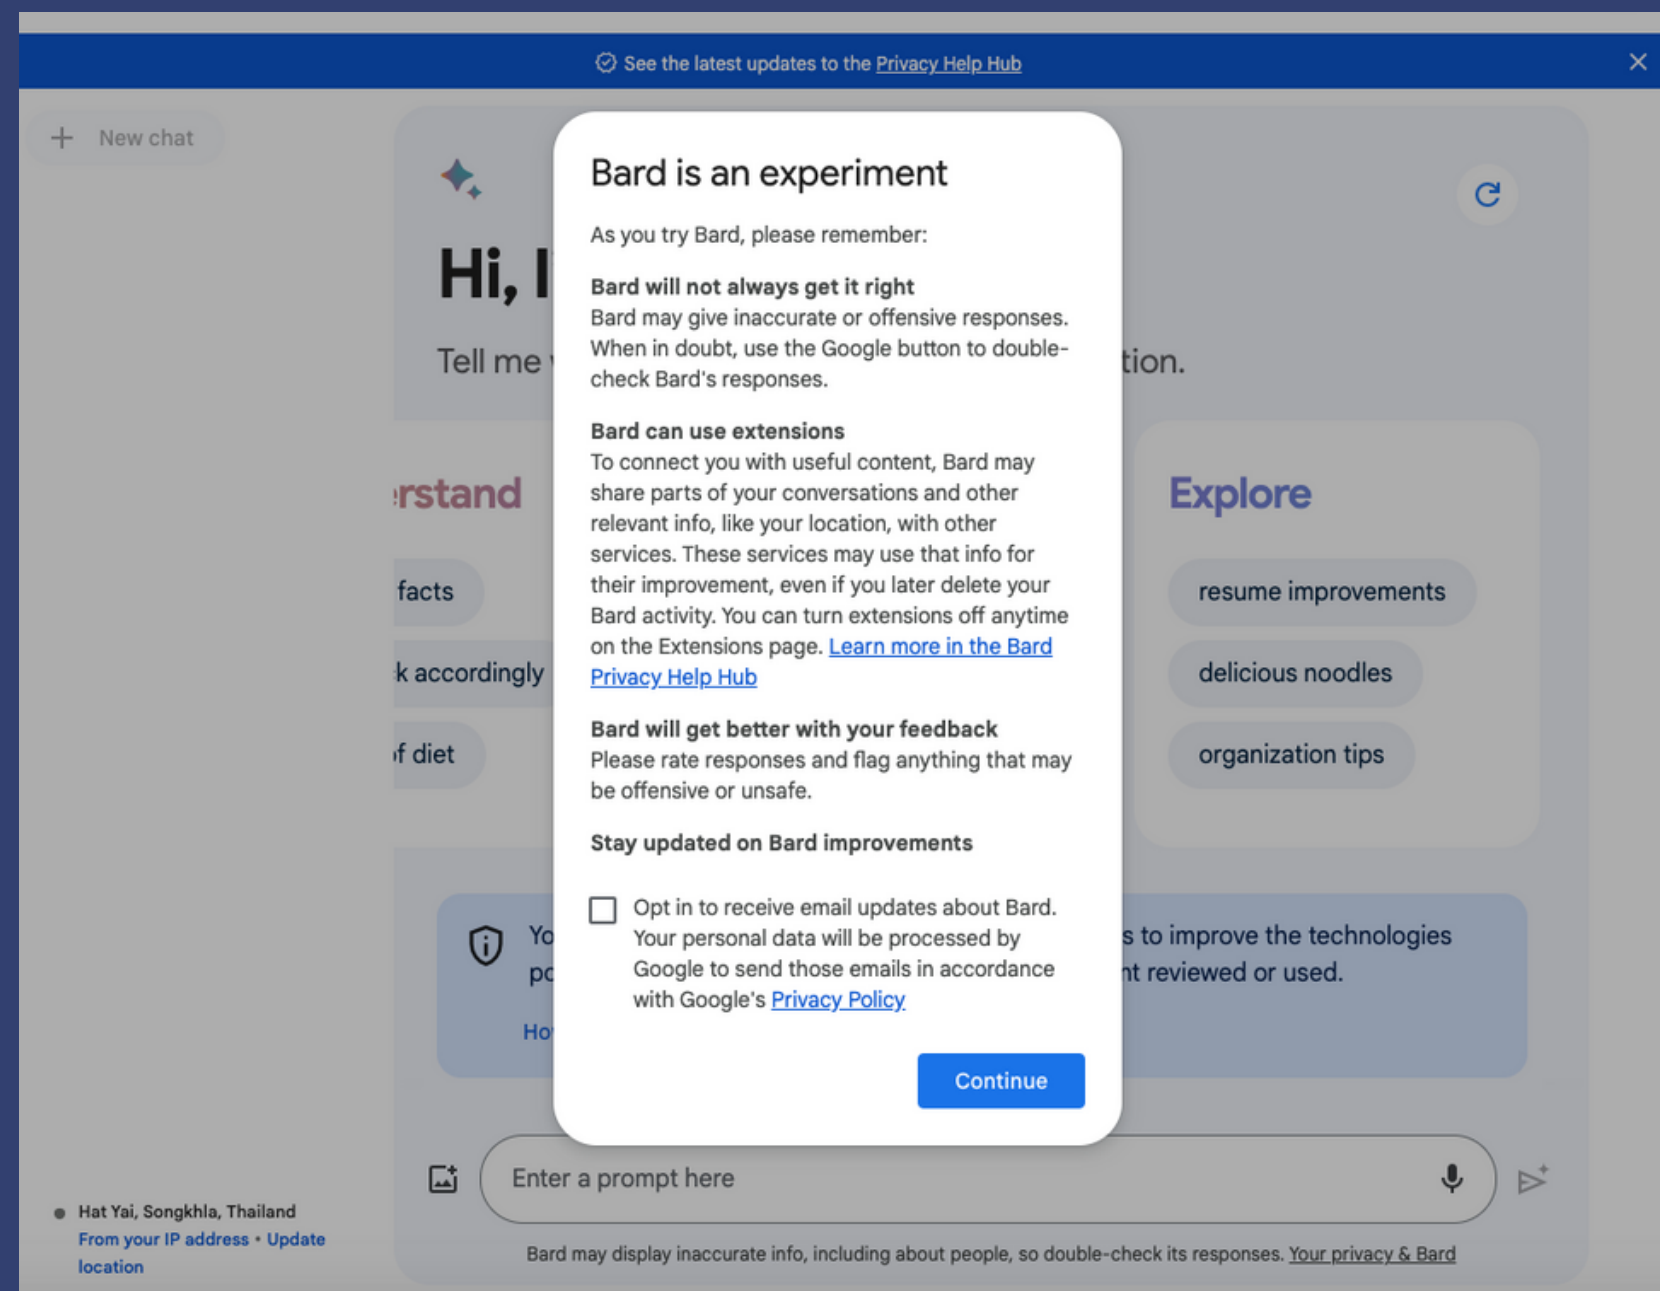 See the latest updates to the Privacy Help Hub
New chat
Hi,
Tell me
Bard is an experiment
As you try Bard, please remember:
Bard will not always get it right
Bard may give inaccurate or offensive responses.
When in doubt, use the Google button to double-
check Bard's responses.
Bard can use extensions
To connect you with useful content, Bard may
share parts of your conversations and other
relevant info, like your location, with other
services. These services may use that info for
their improvement, even if you later delete your
Bard activity. You can turn extensions off anytime
on the Extensions page. Learn more in the Bard
Privacy Help Hub
Bard will get better with your feedback
Please rate responses and flag anything that may
be offensive or unsafe.
Stay updated on Bard improvements
Opt in to receive email updates about Bard.
Your personal data will be processed by
Google to send those emails in accordance
with Google's Privacy Policy
Continue
facts
accordingly
diet
Explore
resume improvements
delicious noodles
organization tips
to improve the technologies
reviewed or used.
Enter a prompt here
Hat Yai, Songkhla, Thailand
From your IP address • Update
location
Bard may display inaccurate info, including about people, so double-check its responses. Your privacy & Bard